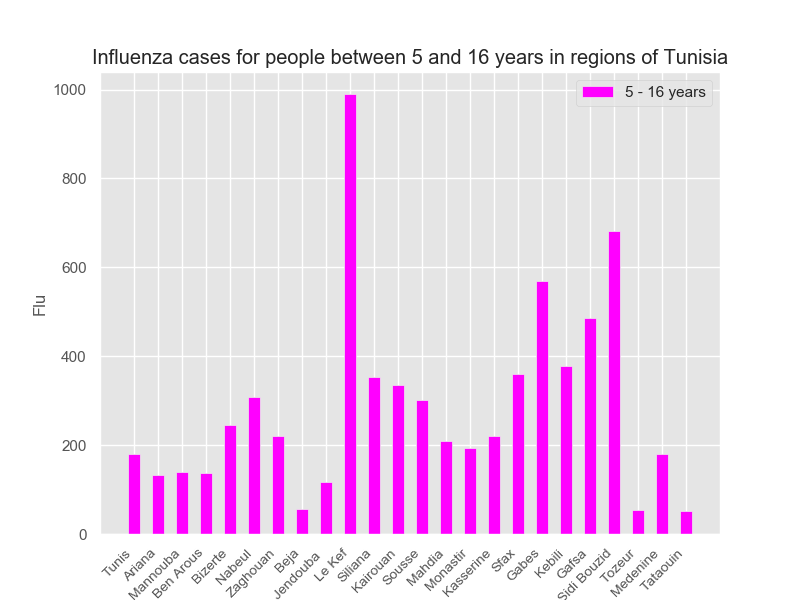 Influenza cases for people between 5 and 16 years in regions of Tunisia
5 - 16 years
Flu
1000
800
600
400
200
0
Tunis
Ariana
Mannouba
Ben Arous
Bizerte
Nabeul
Zaghouan
Beja
Jendouba
Le Kef
Siliana
Kairouan
Sousse
Mahdia
Monastir
Kasserine
Sfax
Gabes
Kebili
Gafsa
Sidi Bouzid
Tozeur
Medenine
Tataouin